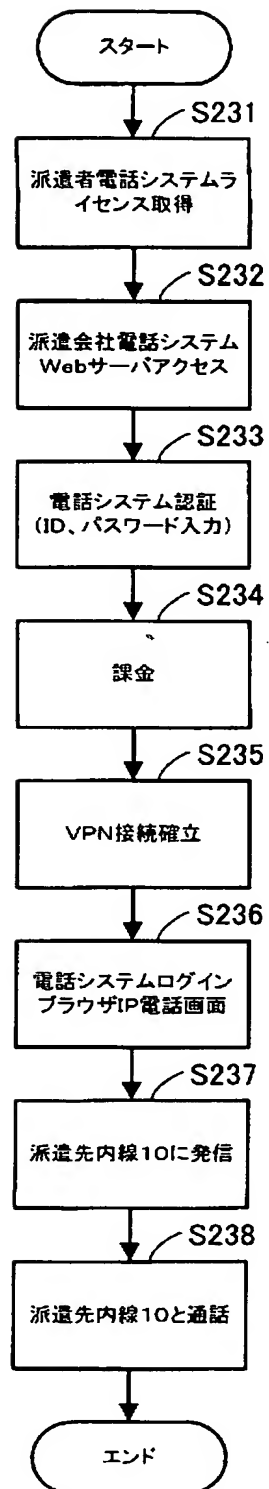 スタート
S231
派遣者電話システムラ
イセンス取得
S232
派遣会社電話システム
Webサーバアクセス
S233
電話システム認証
(ID、パスワード入力)
S234
課金
S235
VPN接続確立
S236
電話システムログイン
ブラウザIP電話画面
S237
派遣先内線10に発信
S238
派遣先内線10と通話
エンド